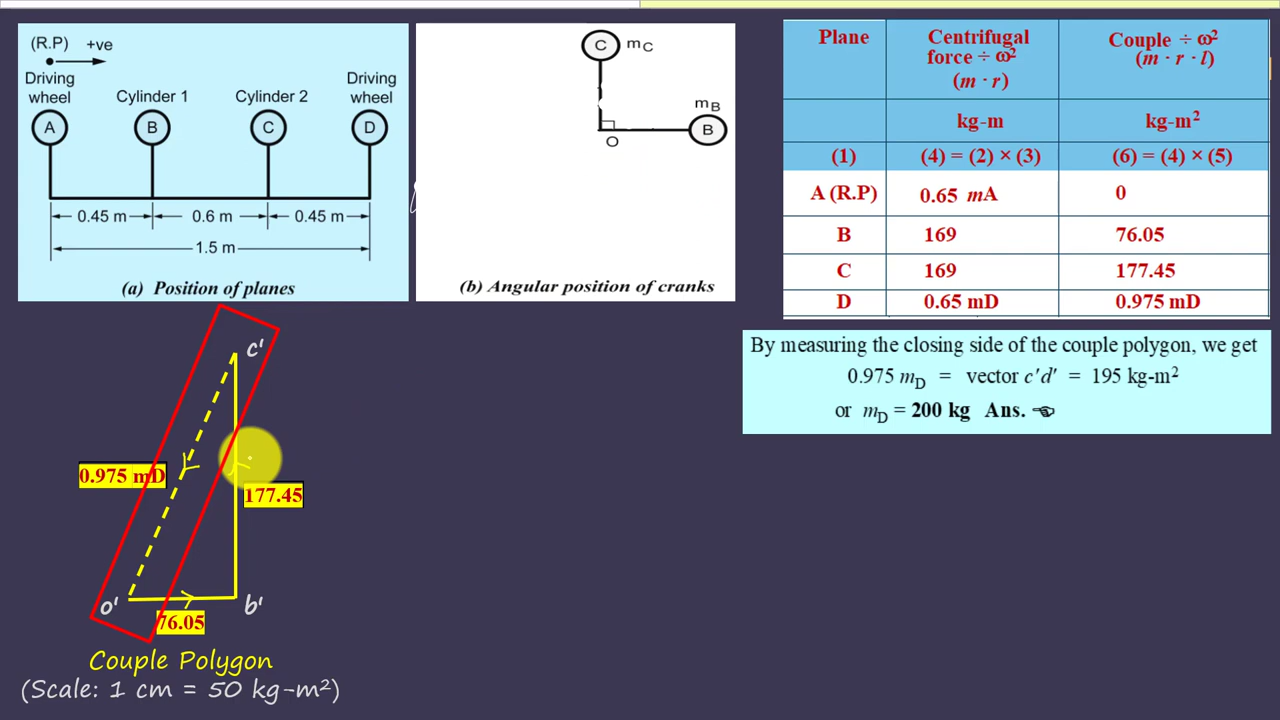 (R.P) +ve
Driving wheel
Cylinder 1
Cylinder 2
Driving wheel
A
B
C
D
0.45 m
0.6 m
0.45 m
1.5 m
(a) Position of planes
C
mC
mB
B
O
(b) Angular position of cranks
Plane
Centrifugal force ÷ ω²
(m · r)
Couple ÷ ω²
(m · r · l)
kg-m
kg-m²
(1) (4) = (2) × (3) (6) = (4) × (5)
A (R.P) 0.65 mA 0
B 169 76.05
C 169 177.45
D 0.65 mD 0.975 mD
By measuring the closing side of the couple polygon, we get
0.975 mD = vector c'd' = 195 kg-m²
or mD = 200 kg Ans.
c'
0.975 mD
177.45
o'
b'
76.05
Couple Polygon
(Scale: 1 cm = 50 kg-m²)